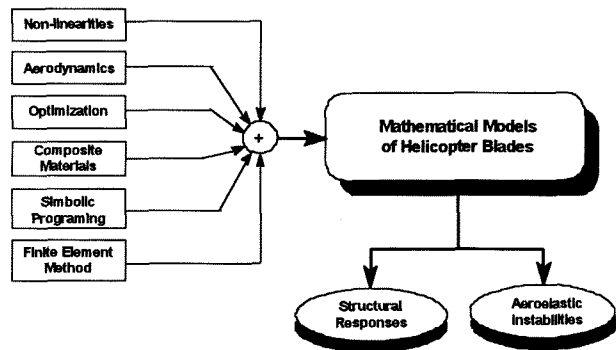 Non-linearities
Aerodynamics
Optimization
Composite
Materials
Simbolic
Programing
Finite Element
Method
+
Mathematical Models
of Helicopter Blades
Structural
Responses
Aeroelastic
Instabilities